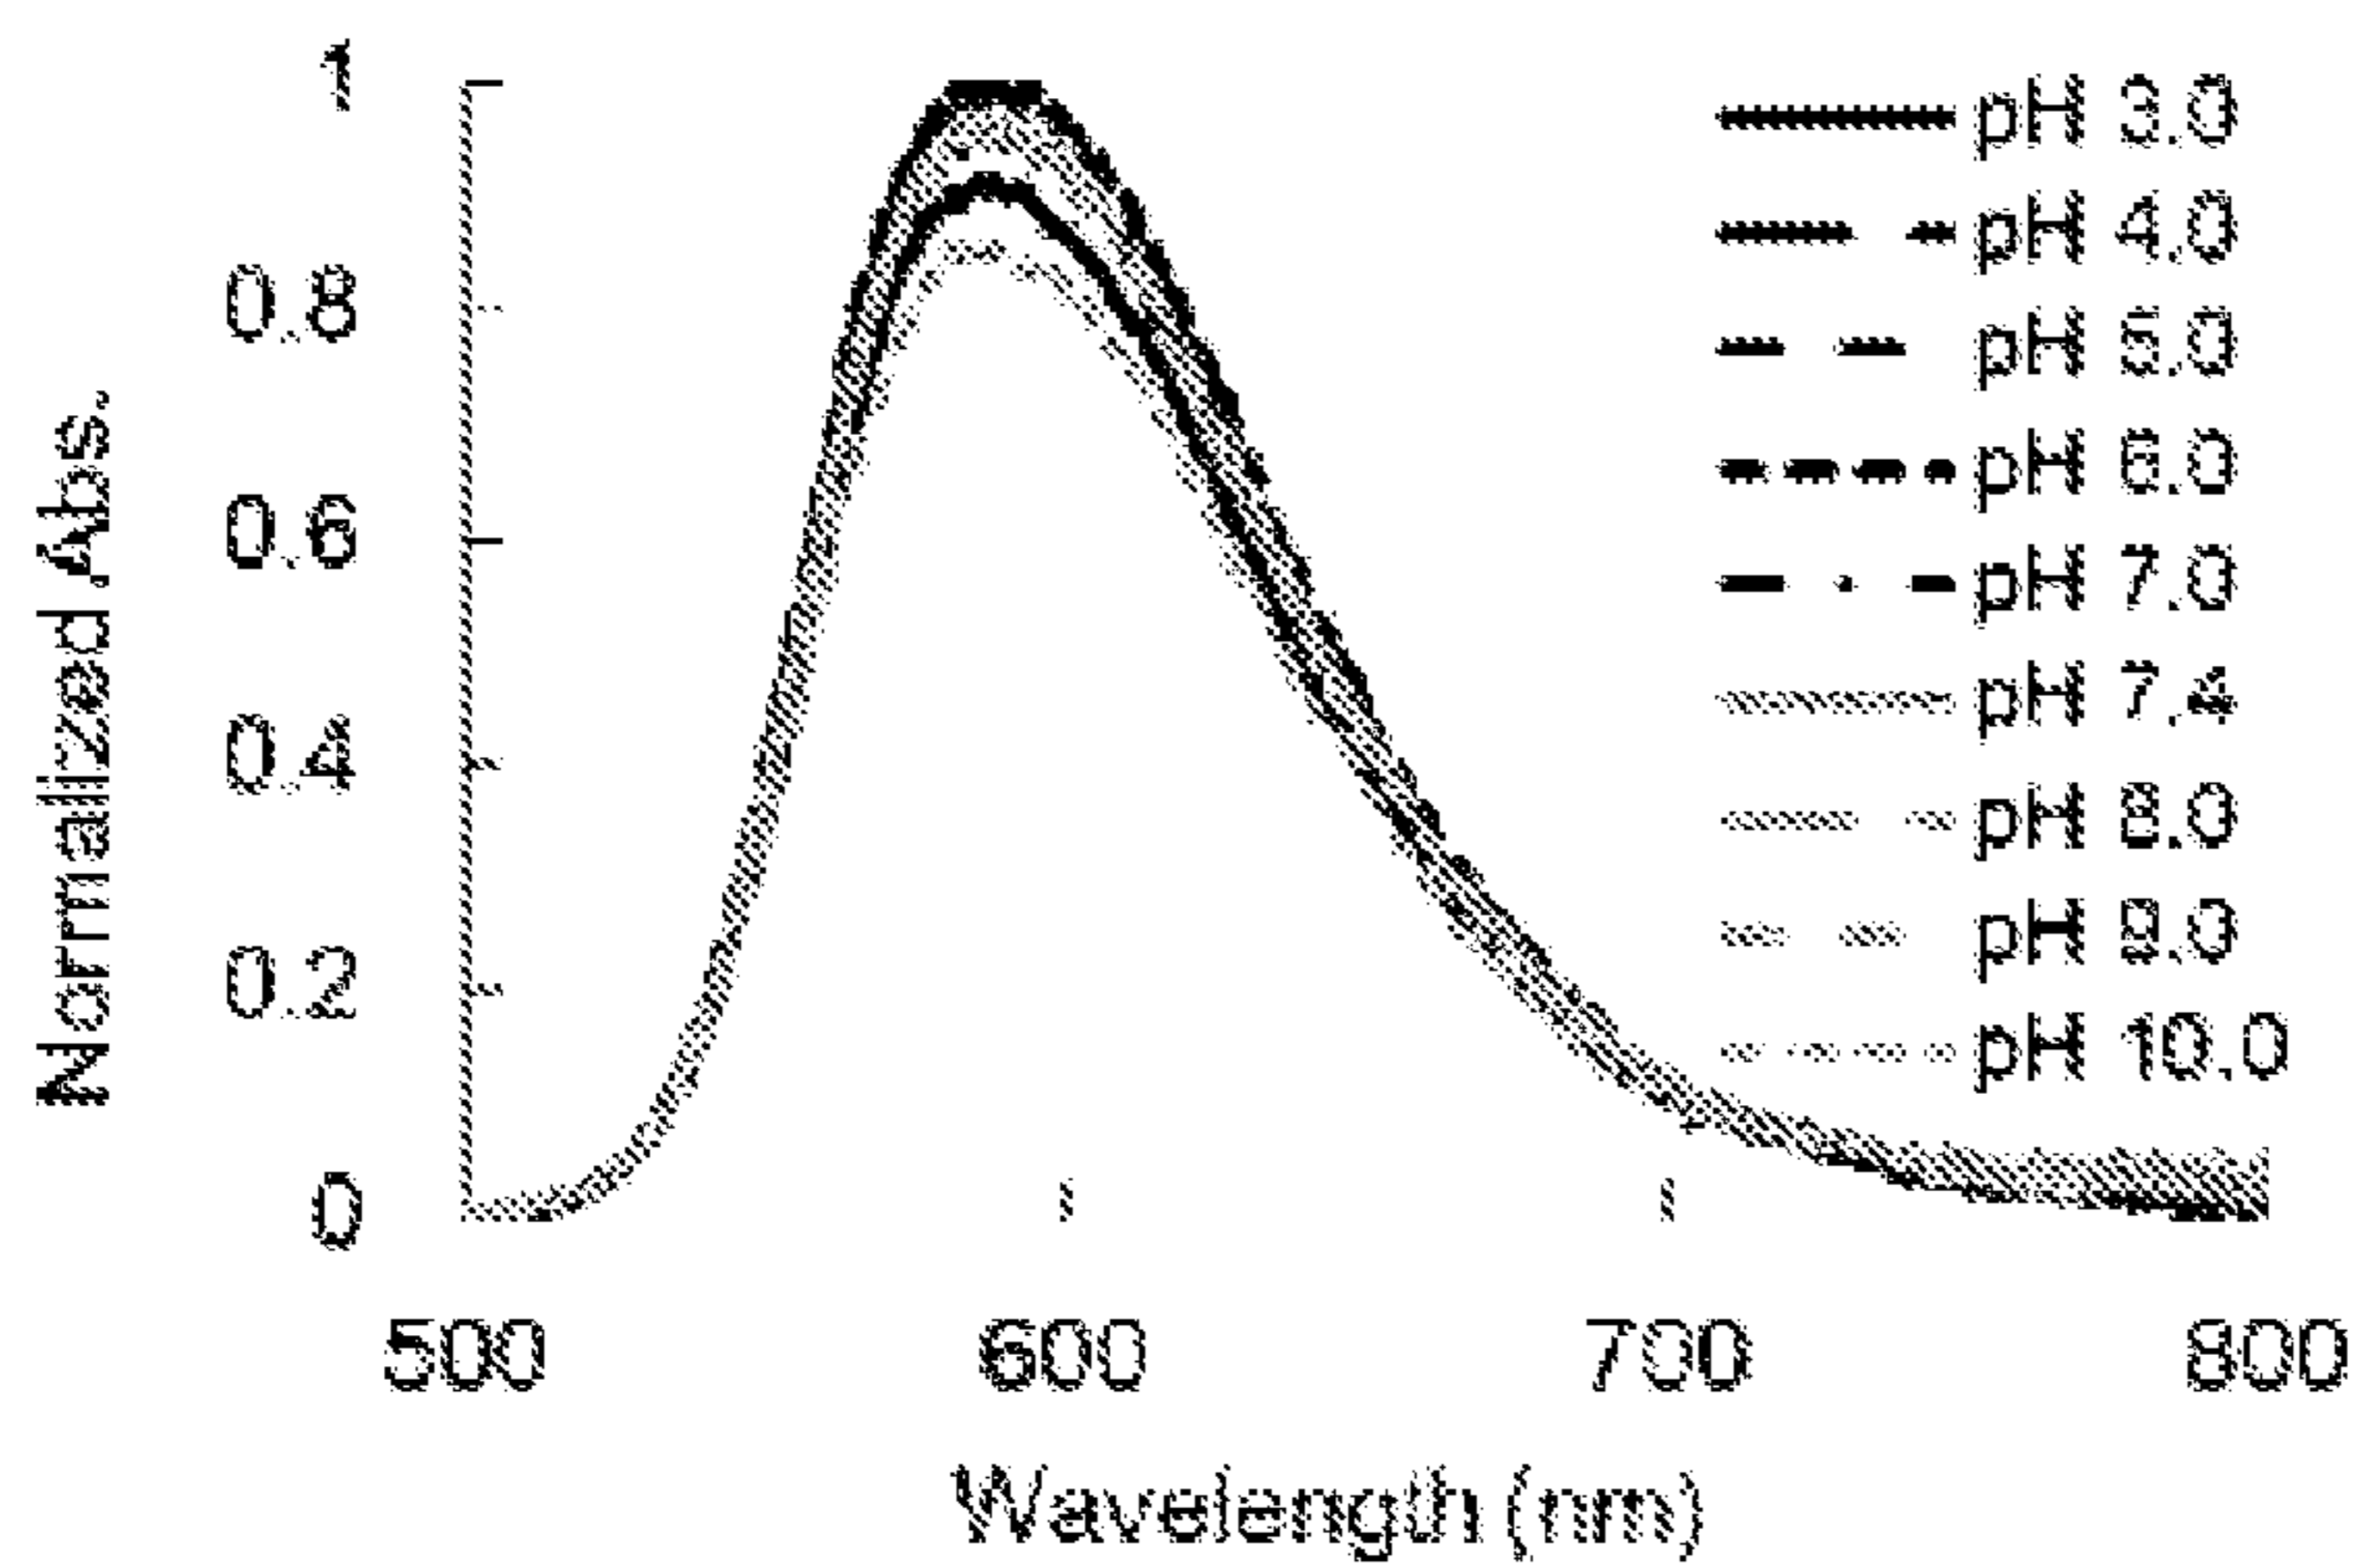 Normalized Abs.
1
0.8
0.6
0.4
0.2
0
500 600 700 800
Wavelength (nm)
pH 3.0
pH 4.0
pH 5.0
pH 6.0
pH 7.0
pH 7.4
pH 8.0
pH 9.0
pH 10.0